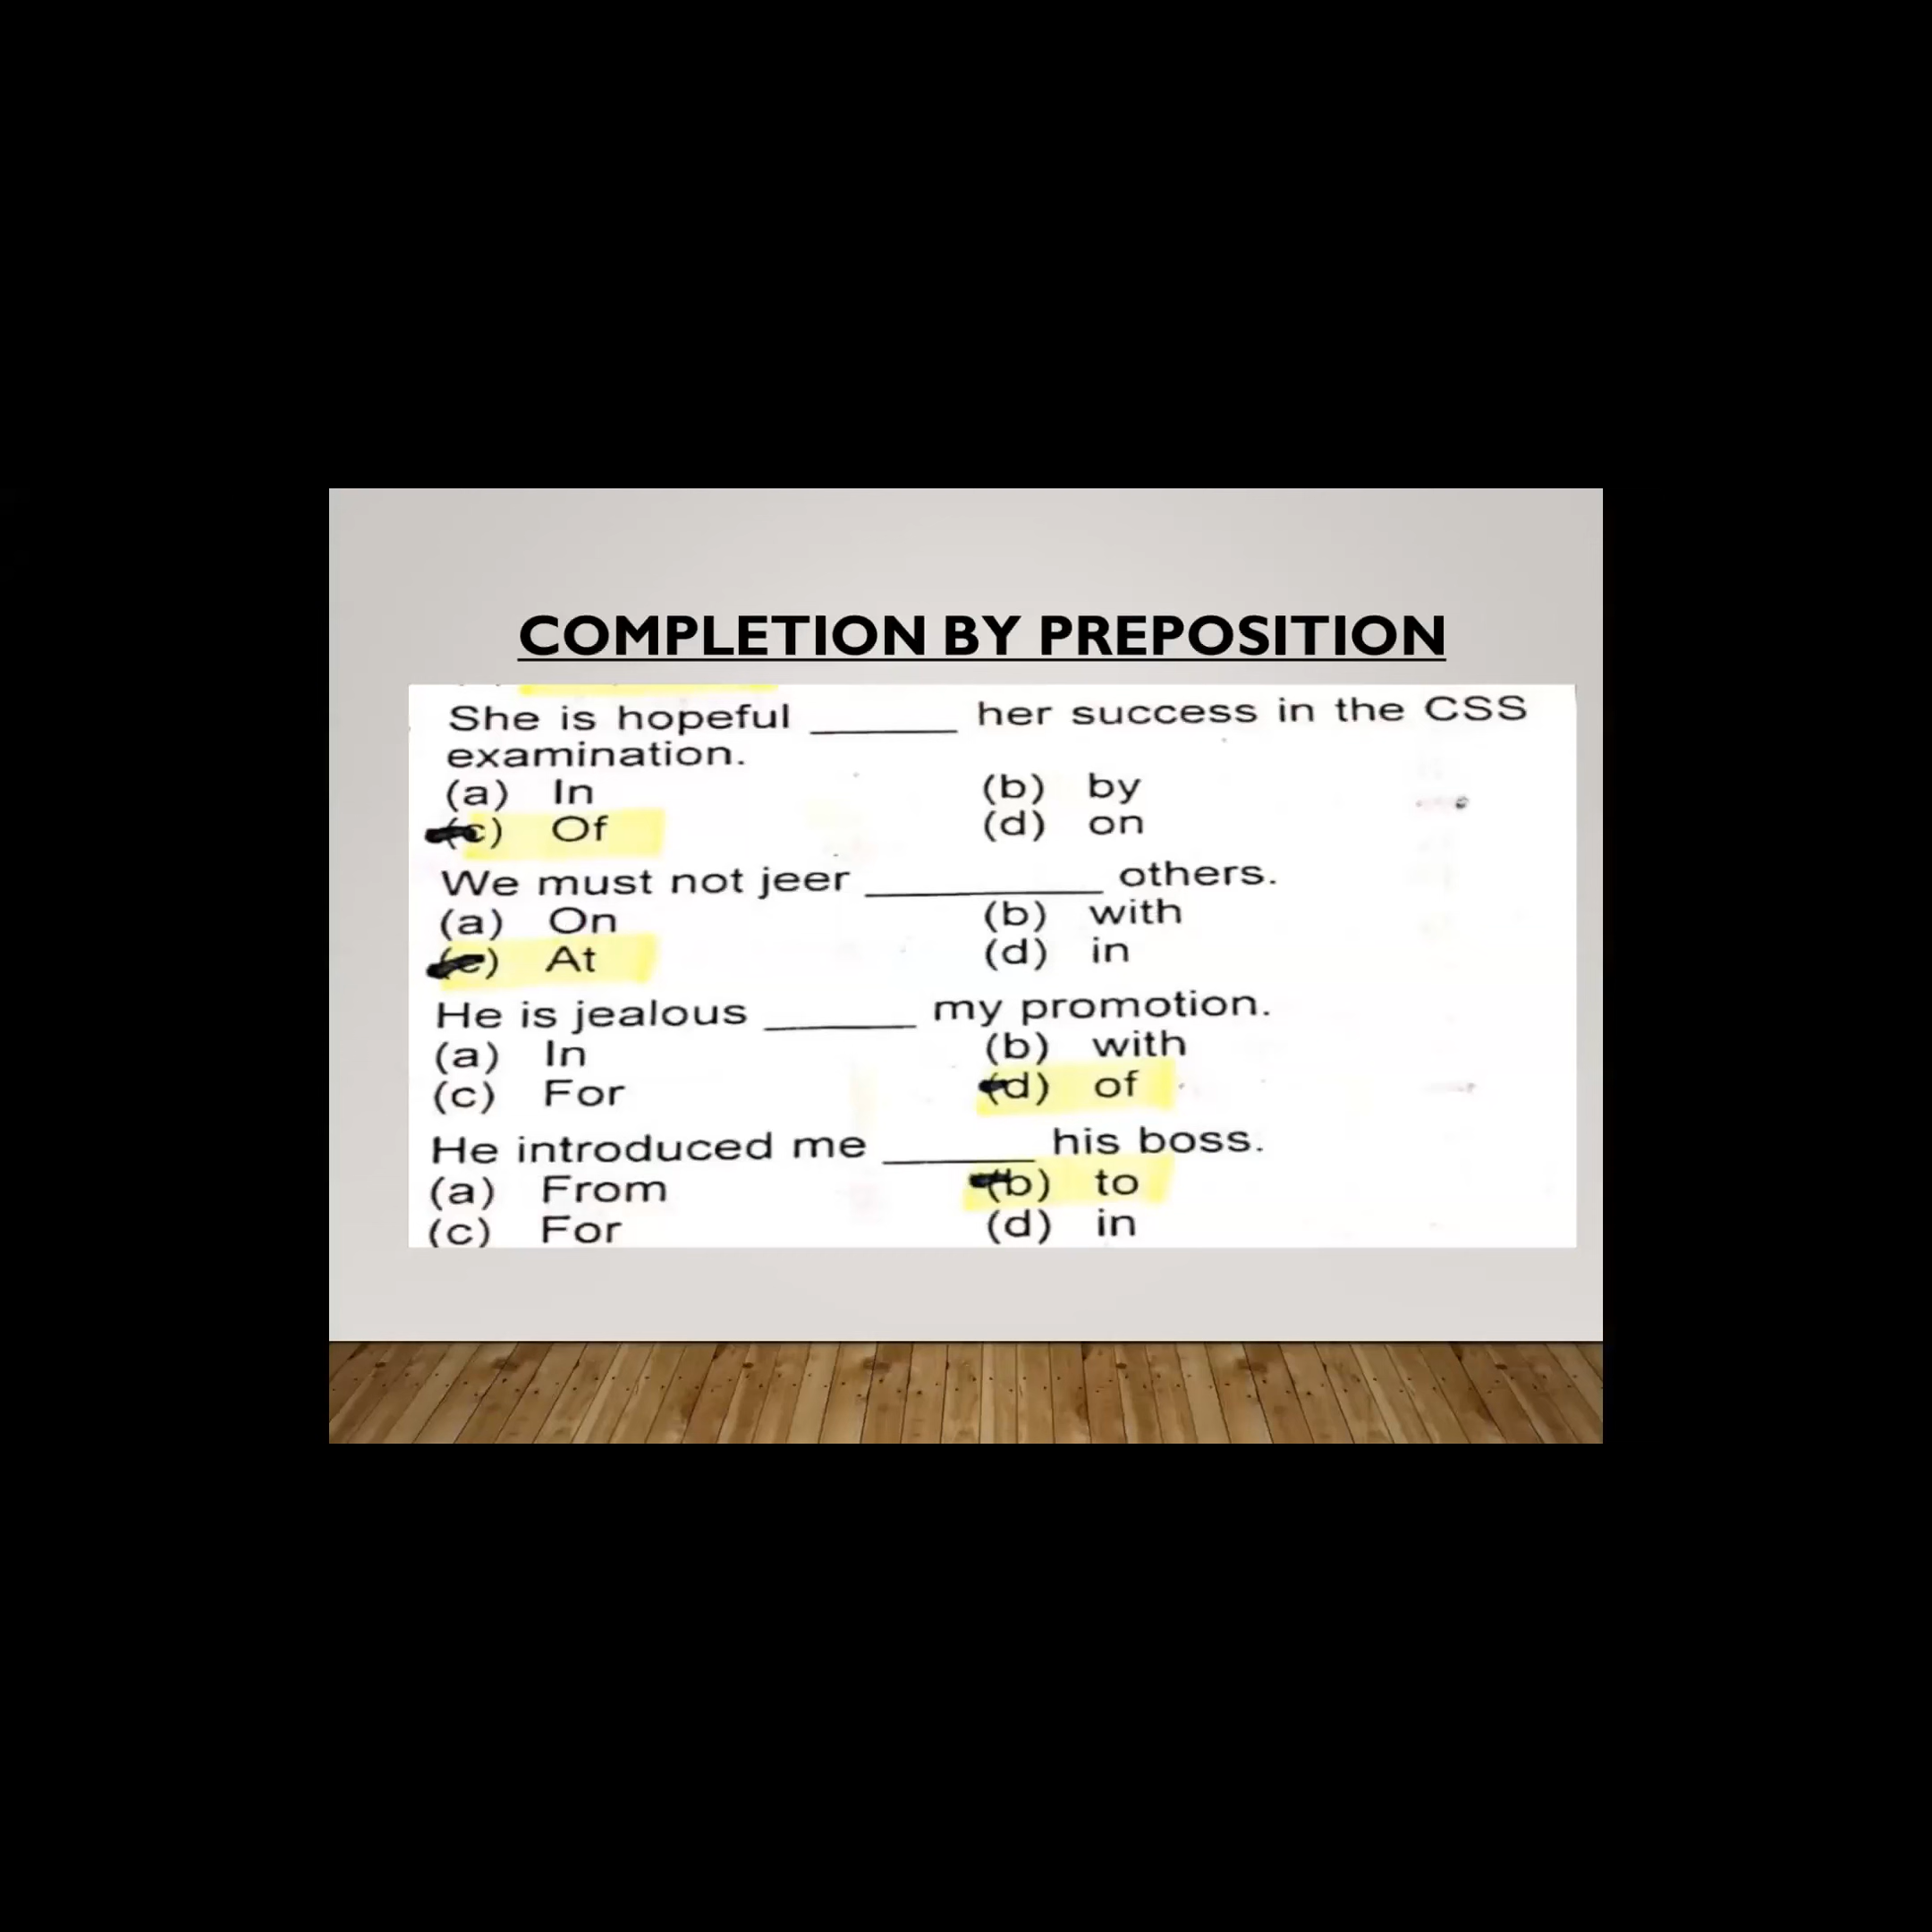 COMPLETION BY PREPOSITION
She is hopeful ______ her success in the CSS
examination.
(a) In (b) by
(c) Of (d) on
We must not jeer __________ others.
(a) On (b) with
(c) At (d) in
He is jealous ______ my promotion.
(a) In (b) with
(c) For (d) of
He introduced me ______ his boss.
(a) From (b) to
(c) For (d) in